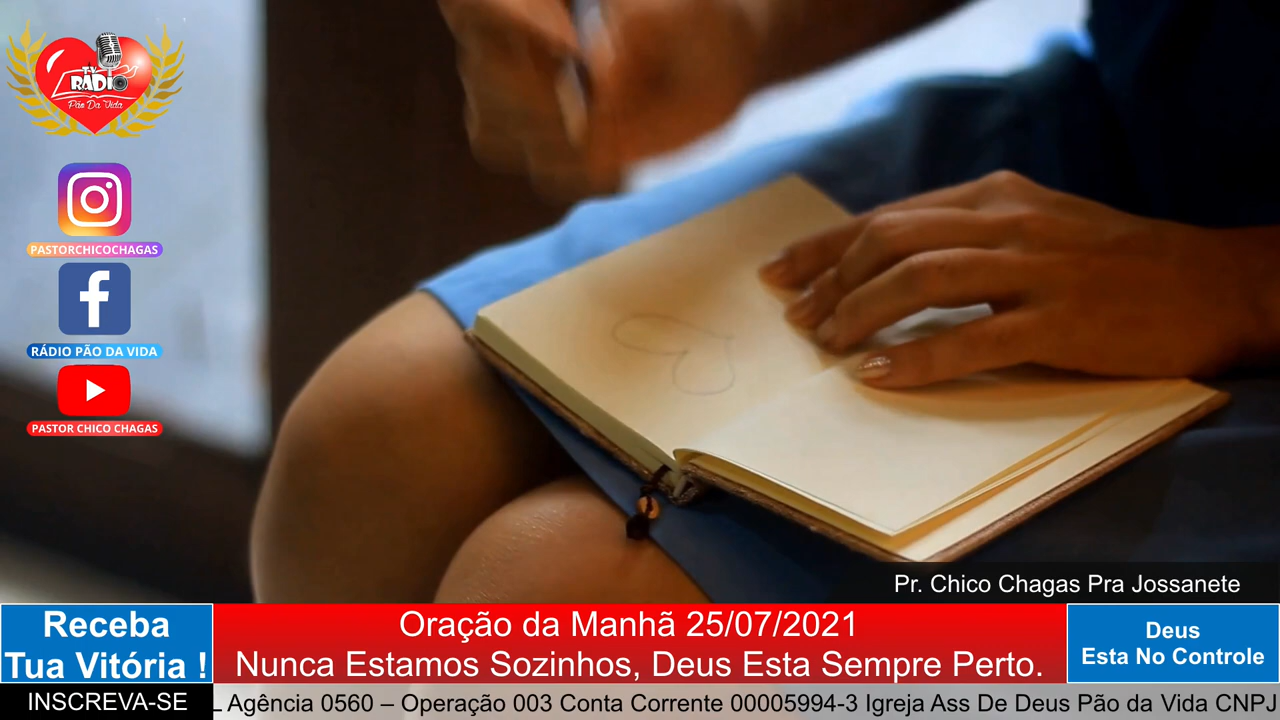 TV
RÁDIO
Pão Da Vida
PASTORCHICOCHAGAS
RÁDIO PÃO DA VIDA
PASTOR CHICO CHAGAS
Pr. Chico Chagas Pra Jossanete
Receba
Tua Vitória !
Oração da Manhã 25/07/2021
Nunca Estamos Sozinhos, Deus Esta Sempre Perto.
Deus
Esta No Controle
INSCREVA-SE
L Agência 0560 – Operação 003 Conta Corrente 00005994-3 Igreja Ass De Deus Pão da Vida CNPJ